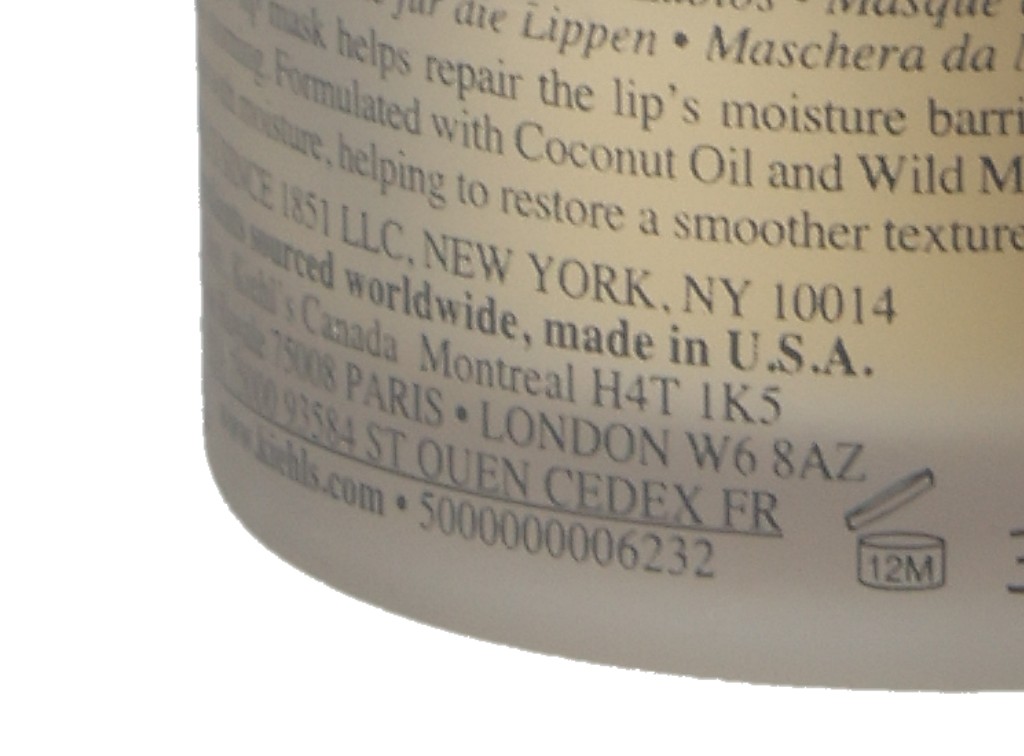 für die Lippen • Maschera da
mask helps repair the lip's moisture
Formulated with Coconut Oil and Wild
moisture, helping to restore a smoother texture
1851 LLC, NEW YORK, NY 10014
sourced worldwide, made in U.S.A.
Kiehl's Canada Montreal H4T 1K5
75008 PARIS • LONDON W6 8AZ
93584 ST OUEN CEDEX FR
www.kiehls.com • 5000000006232
12M